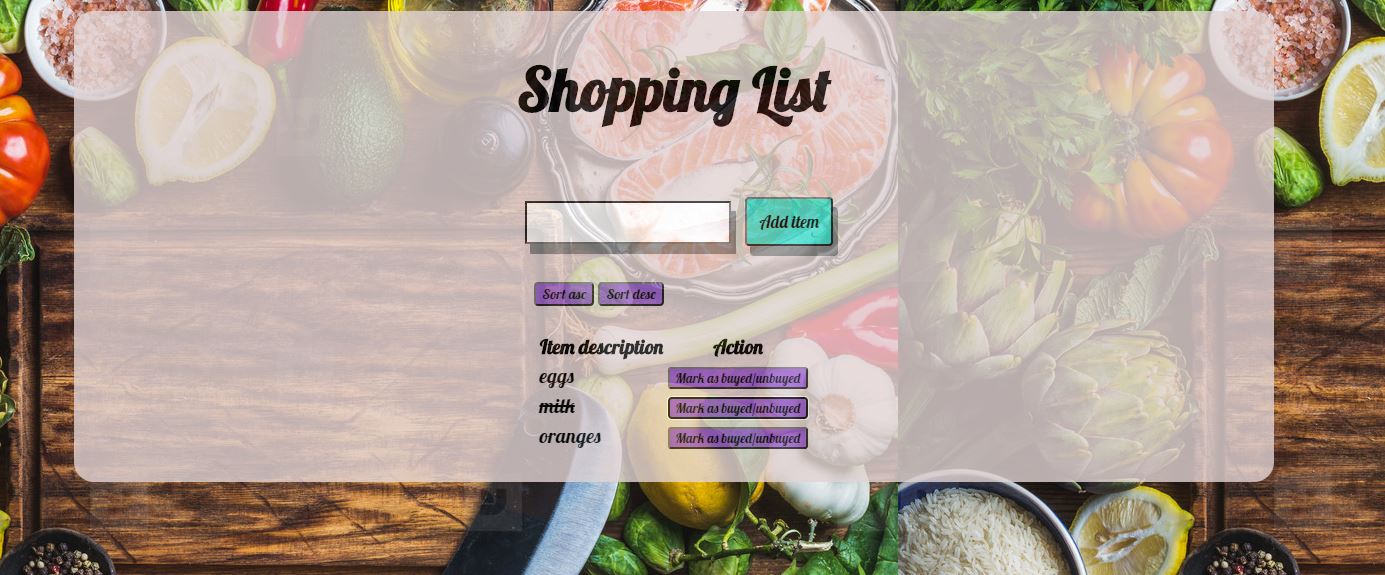 Shopping List
Add item
Sort asc Sort desc
Item description Action
eggs Mark as buyed/unbuyed
milk Mark as buyed/unbuyed
oranges Mark as buyed/unbuyed